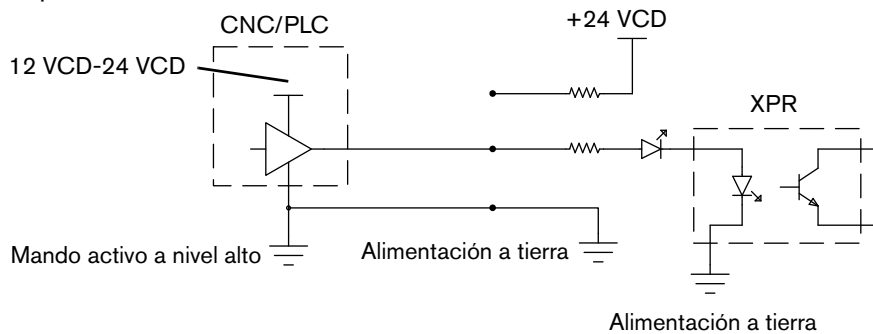 +24 VCD
CNC/PLC
12 VCD-24 VCD
XPR
Mando activo a nivel alto
Alimentación a tierra
Alimentación a tierra